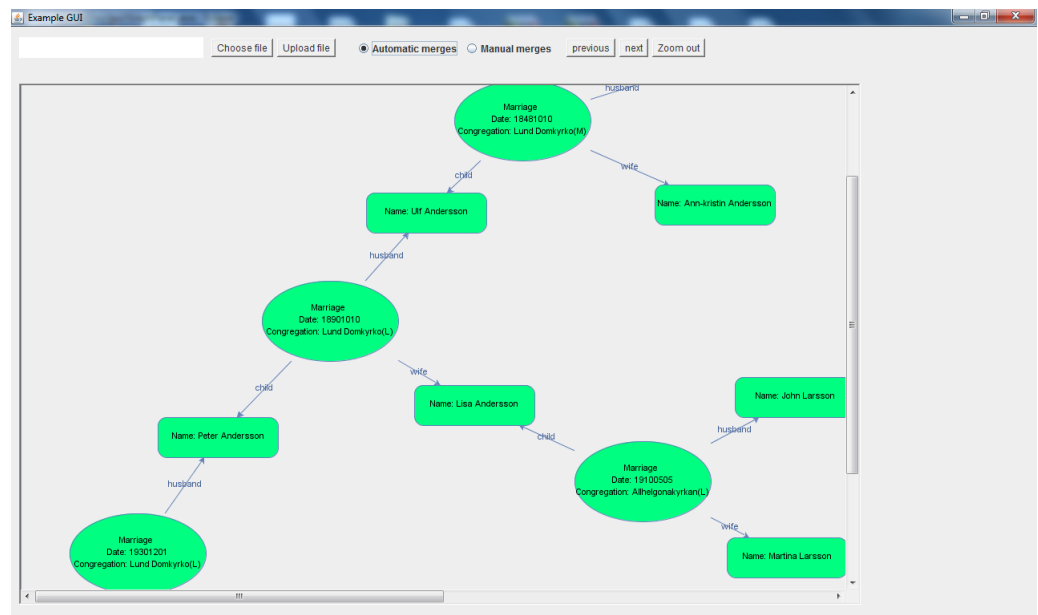 Example GUI
Choose file
Upload file
Automatic merges
Manual merges
previous
next
Zoom out
husband
Marriage
Date: 18481010
Congregation: Lund Domkyrko(M)
wife
child
Name: Ann-kristin Andersson
Name: Ulf Andersson
husband
Marriage
Date: 18901010
Congregation: Lund Domkyrko(L)
wife
child
Name: John Larsson
Name: Lisa Andersson
husband
Name: Peter Andersson
child
Marriage
Date: 19100505
Congregation: Allhelgonakyrkan(L)
husband
wife
Marriage
Date: 19301201
Congregation: Lund Domkyrko(L)
Name: Martina Larsson